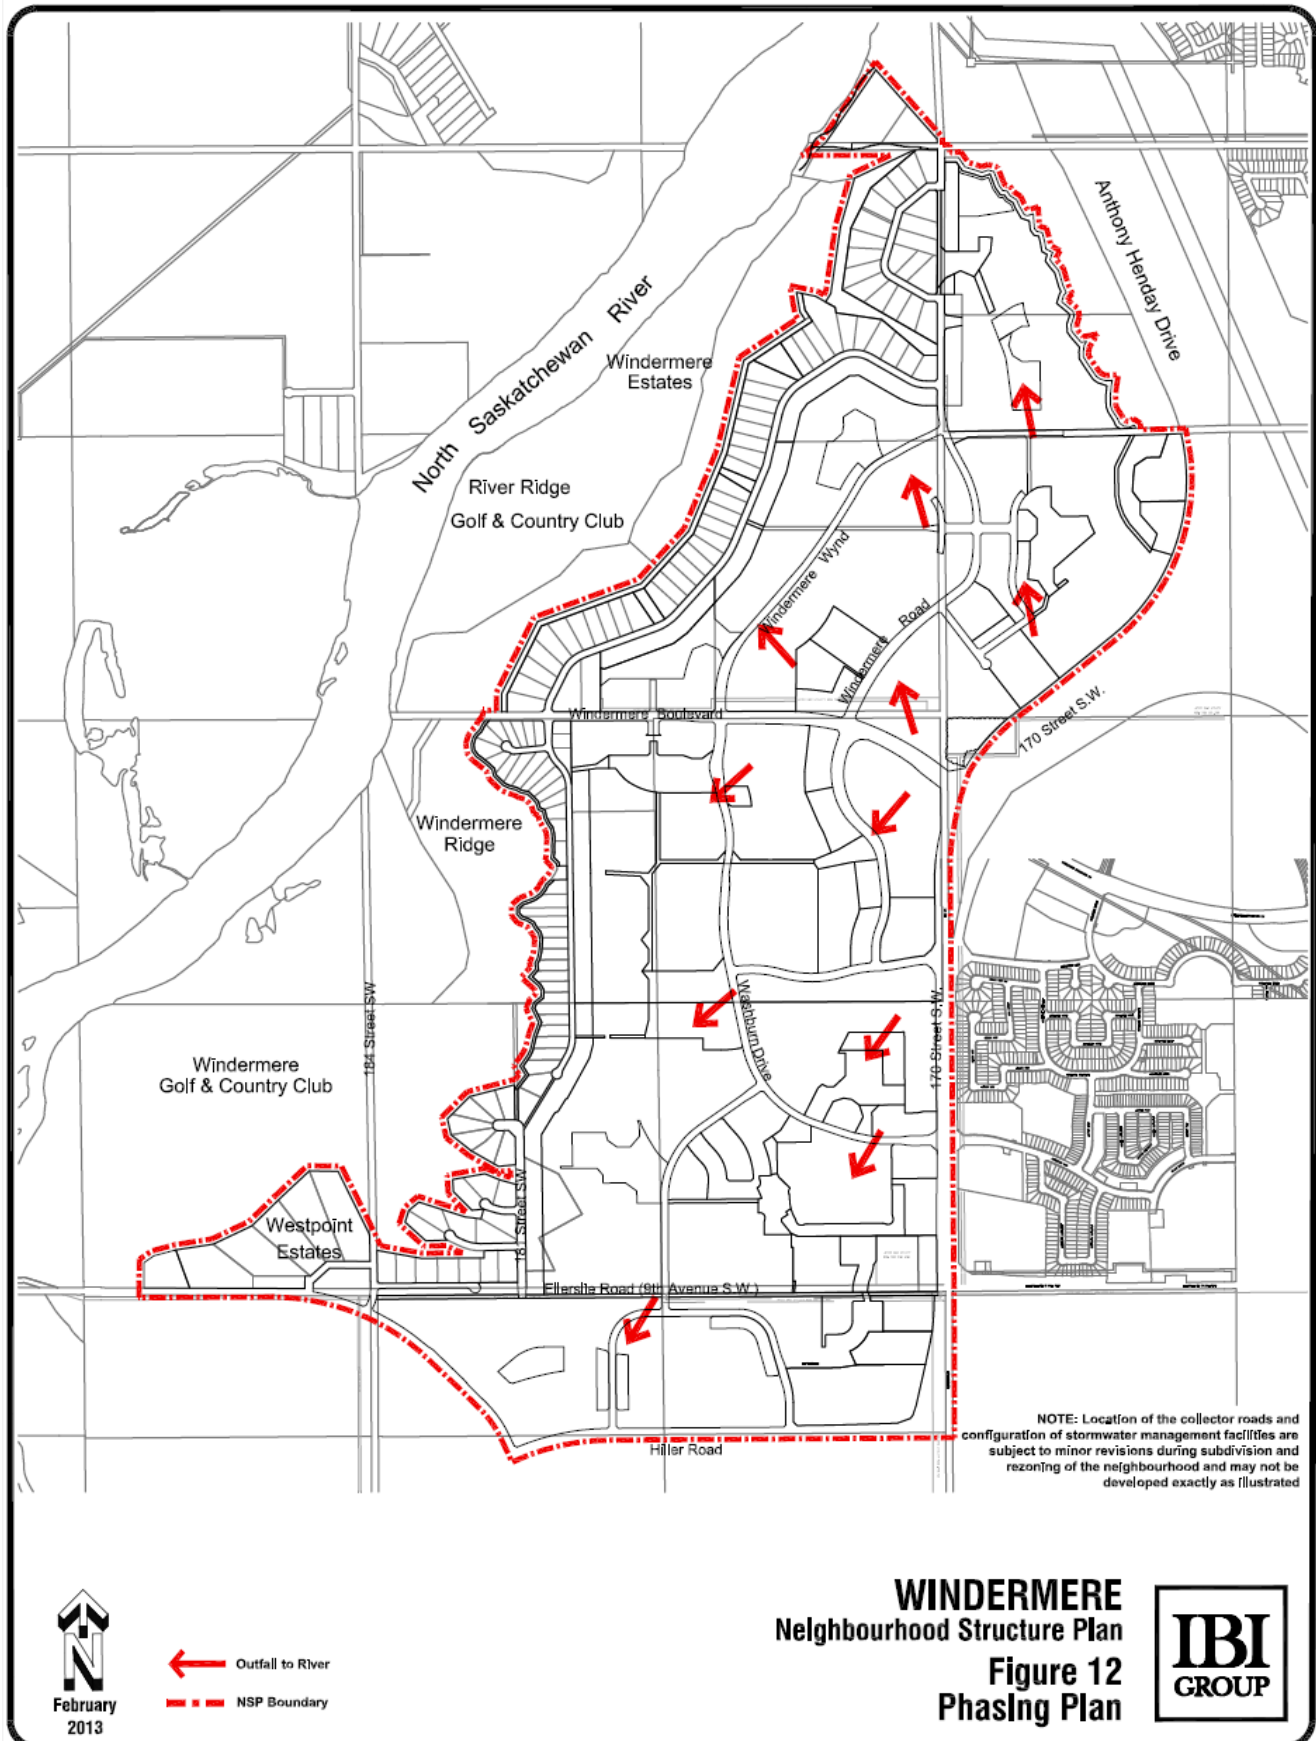 Anthony Henday Drive
North Saskatchewan River
Windermere
Estates
River Ridge
Golf & Country Club
Windermere Wynd
Windermere Road
Windermere Boulevard
170 Street S.W.
Windermere
Ridge
184 Street SW
Washburn Drive
170 Street S.W.
Windermere
Golf & Country Club
Westpoint
Estates
Street SW
Ellerslie Road (9th Avenue S.W.)
Hiller Road
NOTE: Location of the collector roads and
configuration of stormwater management facilities are
subject to minor revisions during subdivision and
rezoning of the neighbourhood and may not be
developed exactly as illustrated
N
February
2013
Outfall to River
NSP Boundary
WINDERMERE
Neighbourhood Structure Plan
Figure 12
Phasing Plan
IBI
GROUP